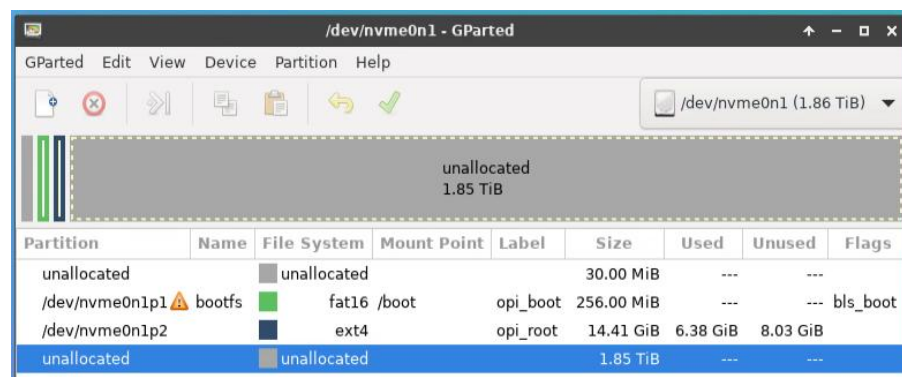 /dev/nvme0n1 - GParted
GParted Edit View Device Partition Help
/dev/nvme0n1 (1.86 TiB)
unallocated
1.85 TiB
Partition Name File System Mount Point Label Size Used Unused Flags
unallocated unallocated 30.00 MiB --- ---
/dev/nvme0n1p1 bootfs fat16 /boot opi_boot 256.00 MiB --- --- bls_boot
/dev/nvme0n1p2 ext4 opi_root 14.41 GiB 6.38 GiB 8.03 GiB
unallocated unallocated 1.85 TiB --- ---